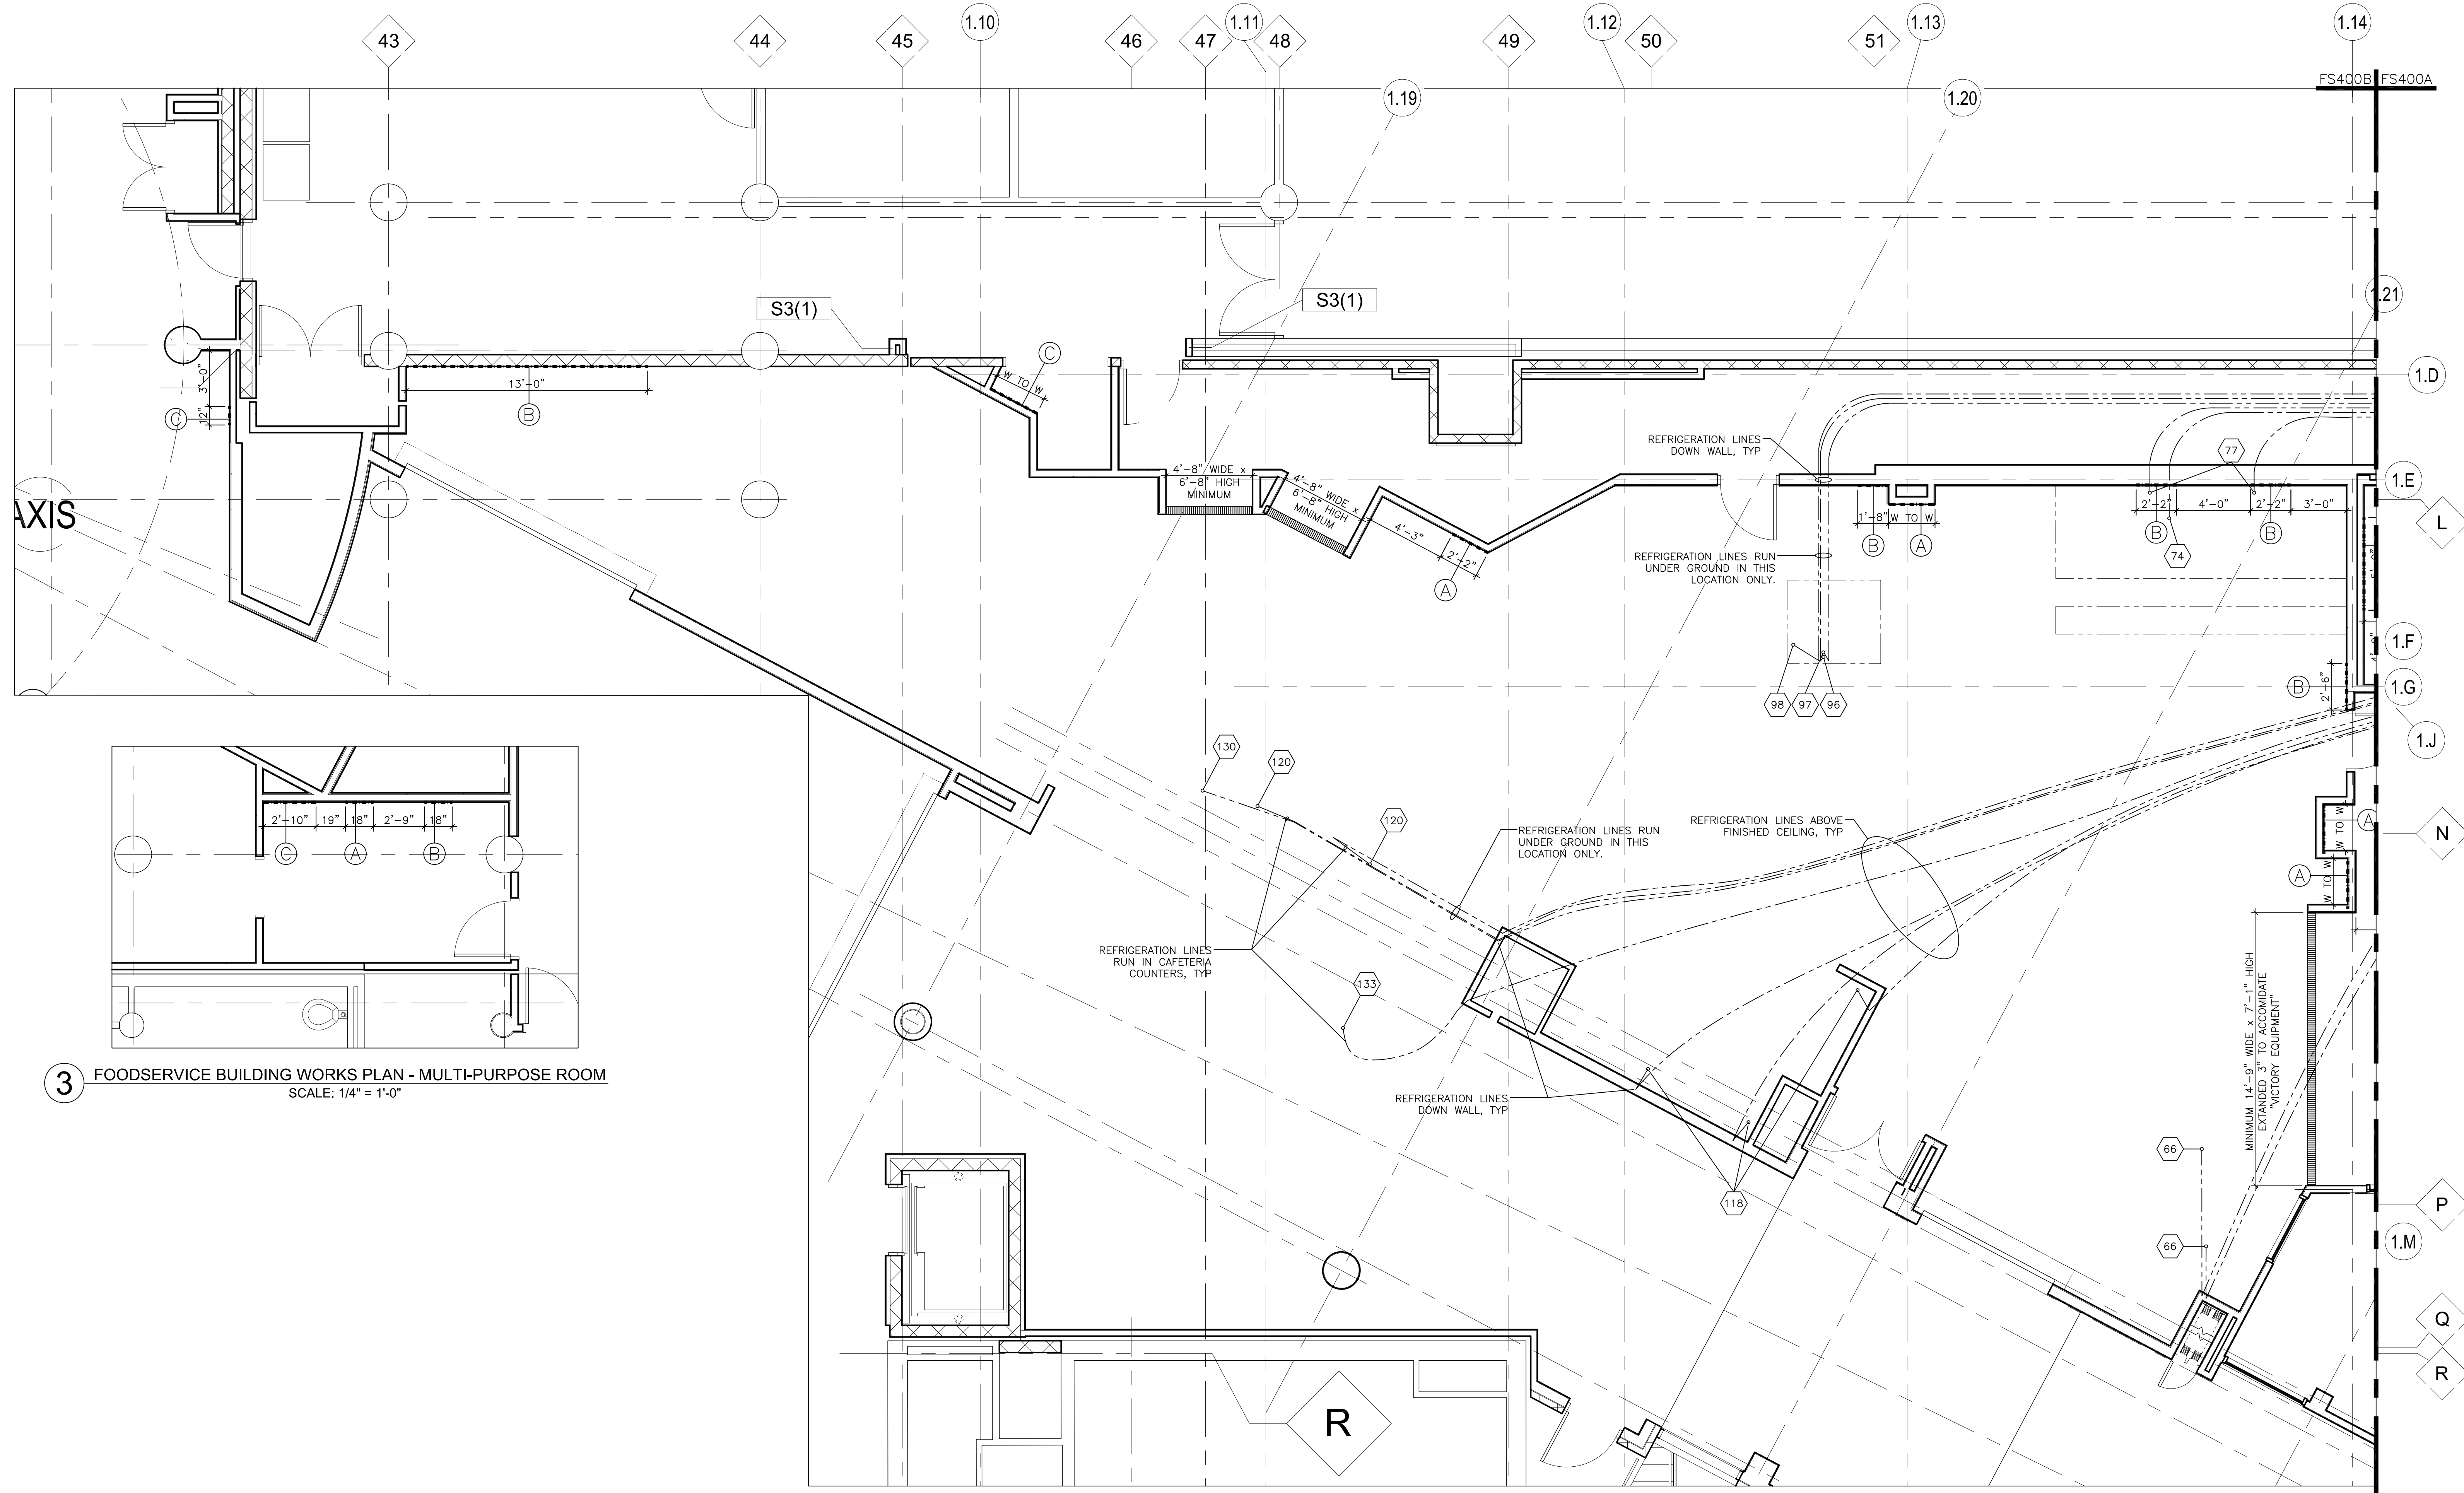 43
44
45
1.10
46
47
1.11
48
49
1.12
50
51
1.13
1.14
FS400B
FS400A
1.19
1.20
1.21
S3(1)
S3(1)
1.D
3'-0"
12"
C
13'-0"
B
C
W TO W
REFRIGERATION LINES
DOWN WALL, TYP
77
1.E
L
4'-8" WIDE x
6'-8" HIGH
MINIMUM
4'-8" WIDE x
6'-8" HIGH
MINIMUM
4'-3"
2'-2"
A
1'-8"
W TO W
B
A
2'-2"
4'-0"
2'-2"
3'-0"
B
74
B
AXIS
REFRIGERATION LINES RUN
UNDER GROUND IN THIS
LOCATION ONLY.
1.F
B
2'-6"
1.G
98
97
96
1.J
130
120
120
REFRIGERATION LINES RUN
UNDER GROUND IN THIS
LOCATION ONLY.
REFRIGERATION LINES ABOVE
FINISHED CEILING, TYP
W TO W
A
N
2'-10"
19"
18"
2'-9"
18"
C
A
B
A
W TO W
REFRIGERATION LINES
RUN IN CAFETERIA
COUNTERS, TYP
133
MINIMUM 14'-9" WIDE x 7'-1" HIGH
EXTANDED 3" TO ACCOMIDATE
"VICTORY EQUIPMENT"
3
FOODSERVICE BUILDING WORKS PLAN - MULTI-PURPOSE ROOM
SCALE: 1/4" = 1'-0"
REFRIGERATION LINES
DOWN WALL, TYP
118
66
66
P
1.M
Q
R
R